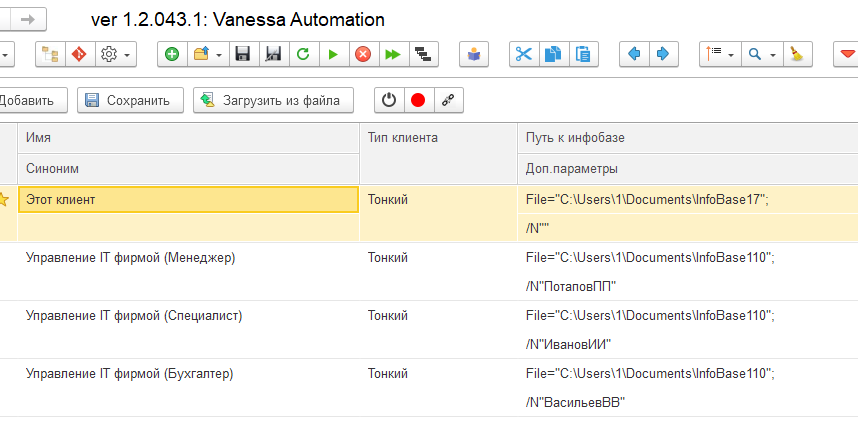 ver 1.2.043.1: Vanessa Automation
Добавить Сохранить Загрузить из файла
Имя Тип клиента Путь к инфобазе
Синоним Доп.параметры
Этот клиент Тонкий File="C:\Users\1\Documents\InfoBase17";
/N""
Управление IT фирмой (Менеджер) Тонкий File="C:\Users\1\Documents\InfoBase110";
/N"ПотаповПП"
Управление IT фирмой (Специалист) Тонкий File="C:\Users\1\Documents\InfoBase110";
/N"ИвановИИ"
Управление IT фирмой (Бухгалтер) Тонкий File="C:\Users\1\Documents\InfoBase110";
/N"ВасильевВВ"